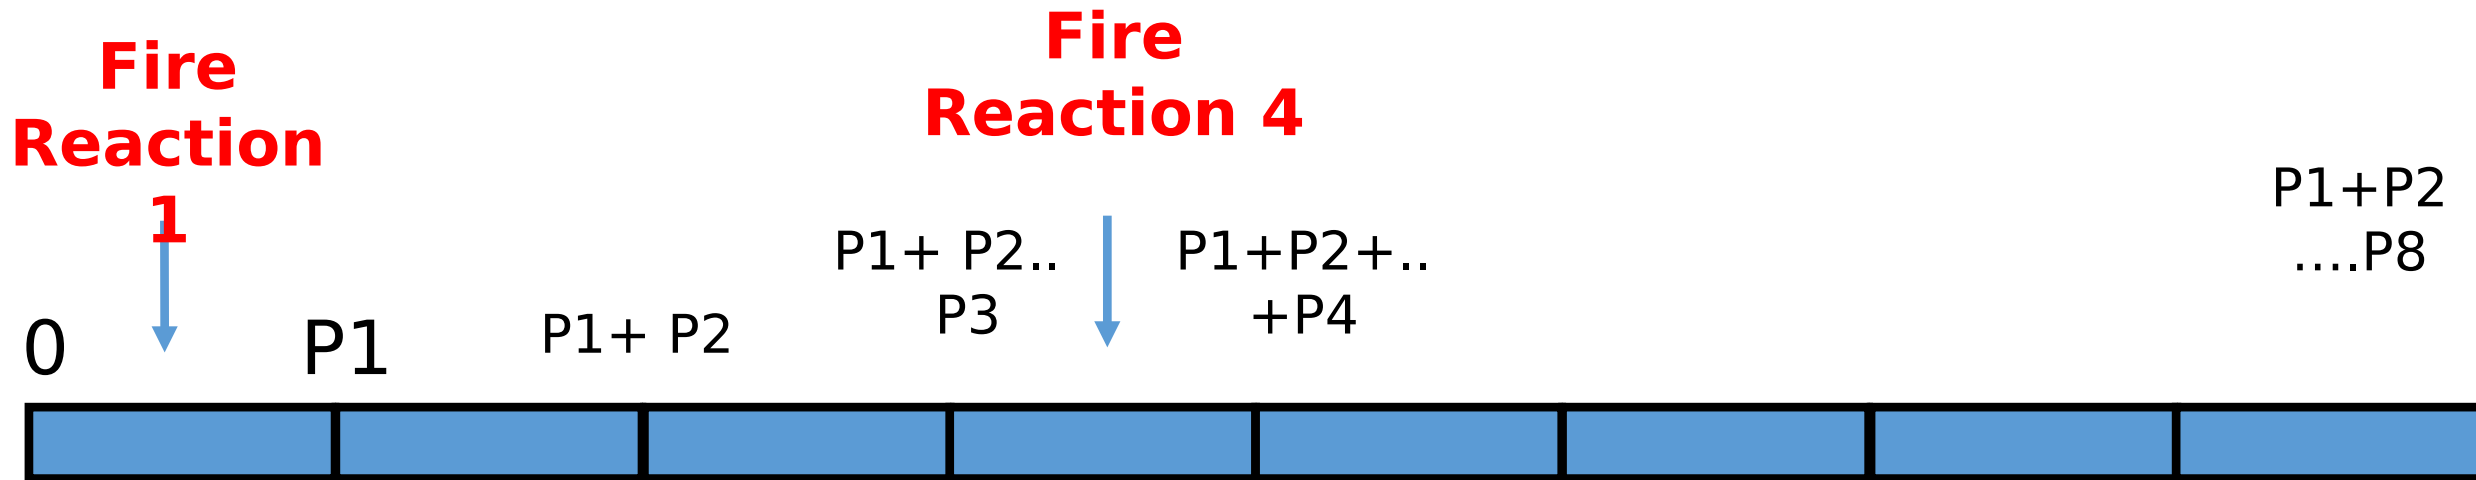 Fire
Reaction
1
Fire
Reaction 4
0
P1
P1+ P2
P1+ P2..
P3
P1+P2+..
+P4
P1+P2
....P8